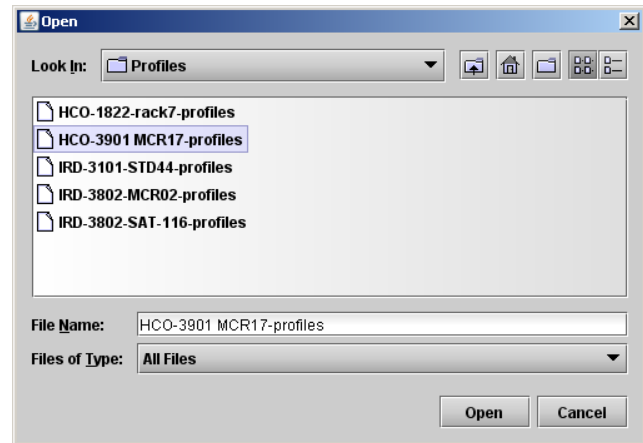 Open
Look In: Profiles
HCO-1822-rack7-profiles
HCO-3901 MCR17-profiles
IRD-3101-STD44-profiles
IRD-3802-MCR02-profiles
IRD-3802-SAT-116-profiles
File Name: HCO-3901 MCR17-profiles
Files of Type: All Files
Open Cancel